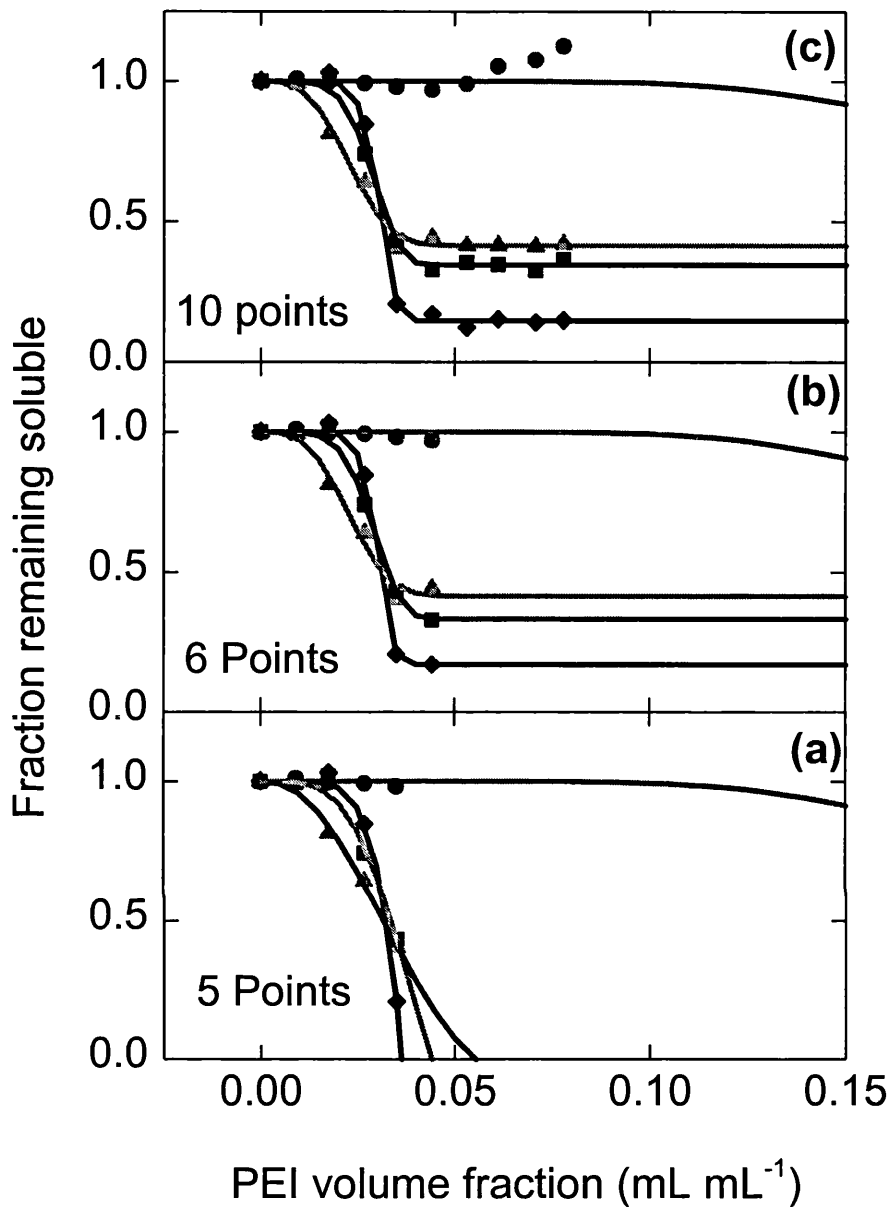 (c)
1.0
0.5
10 points
0.0
(b)
1.0
0.5
6 Points
0.0
(a)
1.0
0.5
5 Points
0.0
0.00 0.05 0.10 0.15
PEI volume fraction (mL mL⁻¹)
Fraction remaining soluble